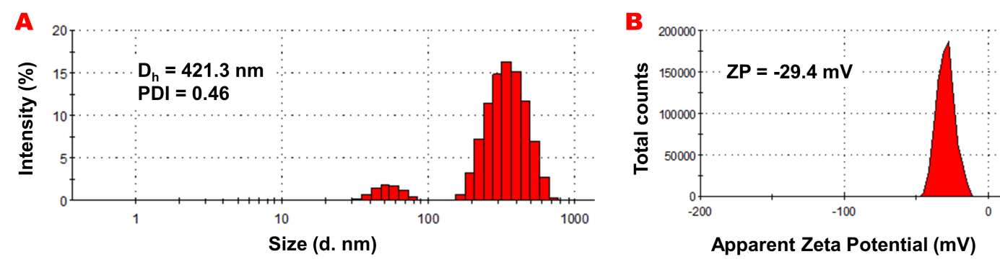 A
20
15
10
5
0
Intensity (%)
Dh = 421.3 nm
PDI = 0.46
1 10 100 1000
Size (d. nm)
B
200000
150000
100000
50000
0
Total counts
ZP = -29.4 mV
-200 -100 0
Apparent Zeta Potential (mV)